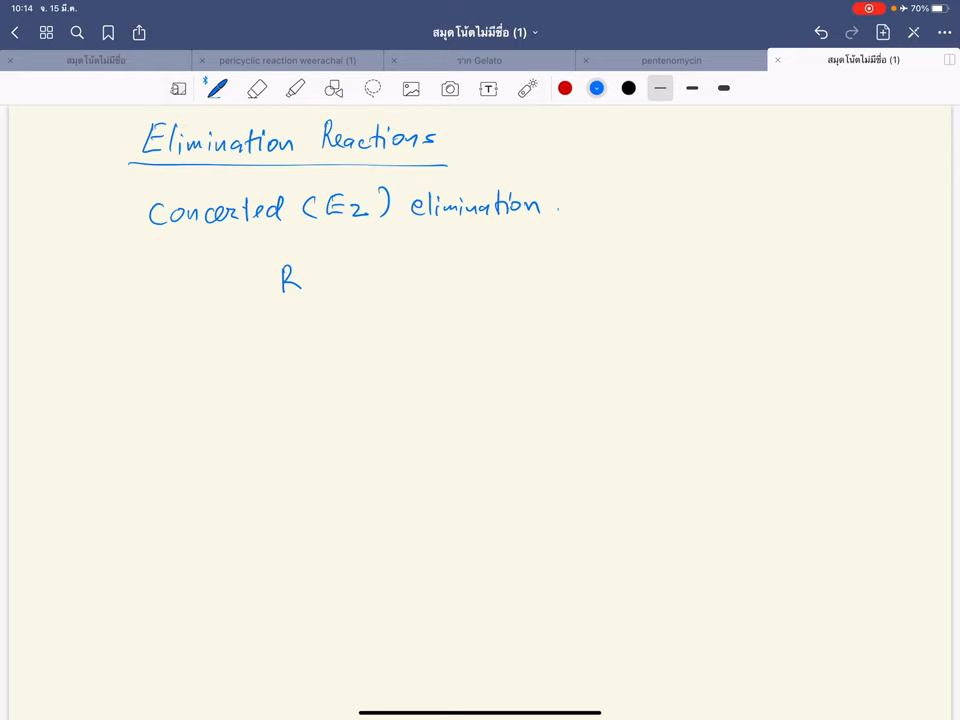 10:14 จ. 15 มี.ค. 70%
สมุดโน้ตไม่มีชื่อ (1)
สมุดโน้ตไม่มีชื่อ pericyclic reaction weerachai (1) ราก Gelato pentenomycin สมุดโน้ตไม่มีชื่อ (1)
T
Elimination Reactions
concerted (E2) elimination.
R